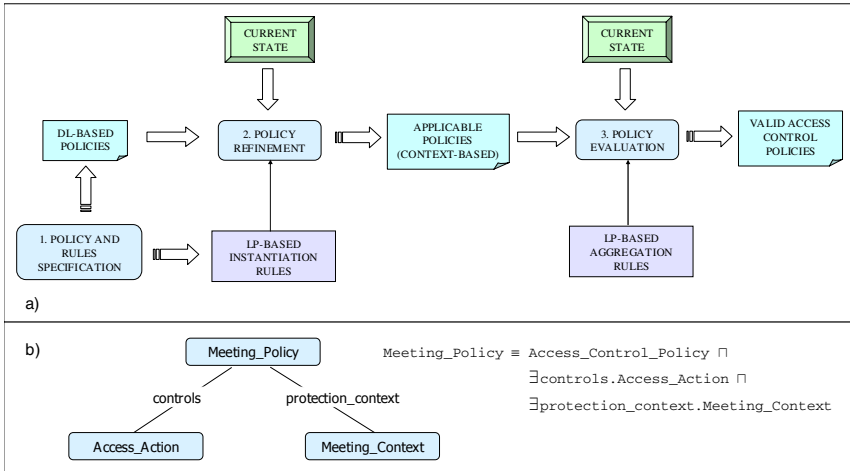 CURRENT
STATE
CURRENT
STATE
DL-BASED
POLICIES
2. POLICY
REFINEMENT
APPLICABLE
POLICIES
(CONTEXT-BASED)
3. POLICY
EVALUATION
VALID ACCESS
CONTROL
POLICIES
1. POLICY AND
RULES
SPECIFICATION
LP-BASED
INSTANTIATION
RULES
LP-BASED
AGGREGATION
RULES
a)
b)
Meeting_Policy
controls
protection_context
Access_Action
Meeting_Context
Meeting_Policy ≡ Access_Control_Policy ⊓
∃controls.Access_Action ⊓
∃protection_context.Meeting_Context